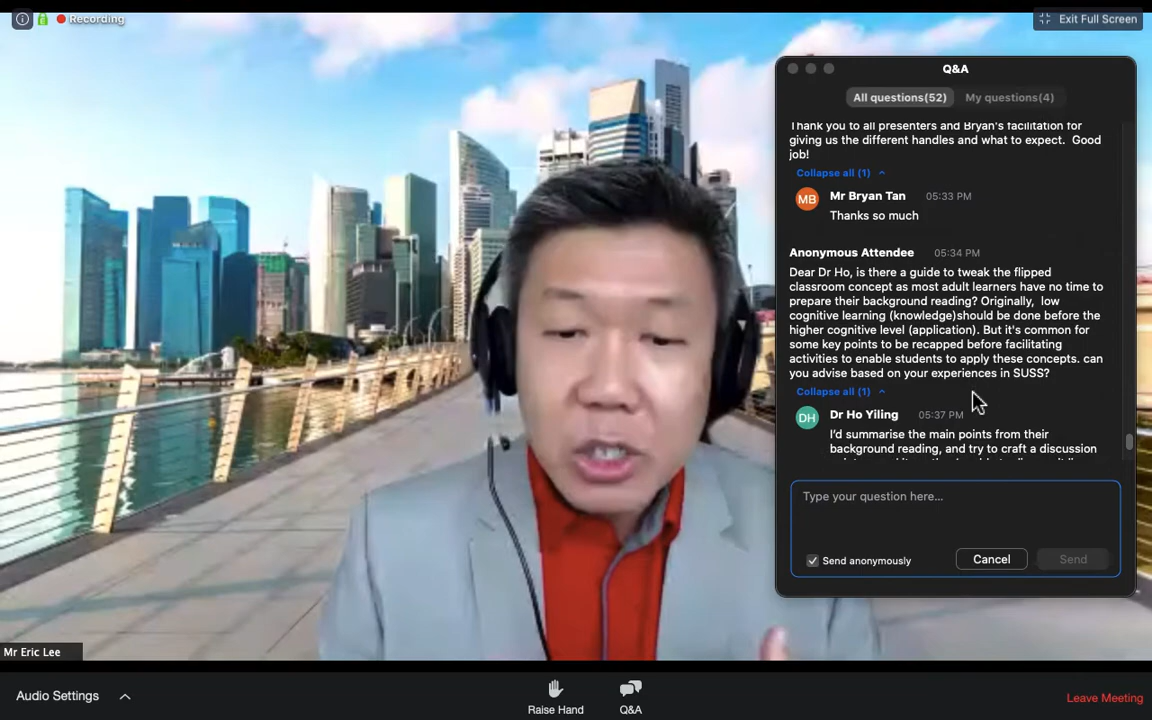 Recording
Exit Full Screen
Q&A
All questions(52)
My questions(4)
Thank you to all presenters and Bryan's facilitation for
giving us the different handles and what to expect.  Good
job!
Collapse all (1)
MB
Mr Bryan Tan
05:33 PM
Thanks so much
Anonymous Attendee
05:34 PM
Dear Dr Ho, is there a guide to tweak the flipped
classroom concept as most adult learners have no time to
prepare their background reading? Originally,  low
cognitive learning (knowledge)should be done before the
higher cognitive level (application). But it's common for
some key points to be recapped before facilitating
activities to enable students to apply these concepts. can
you advise based on your experiences in SUSS?
Collapse all (1)
DH
Dr Ho Yiling
05:37 PM
I'd summarise the main points from their
background reading, and try to craft a discussion
Type your question here...
Send anonymously
Cancel
Send
Mr Eric Lee
Audio Settings
Raise Hand
Q&A
Leave Meeting